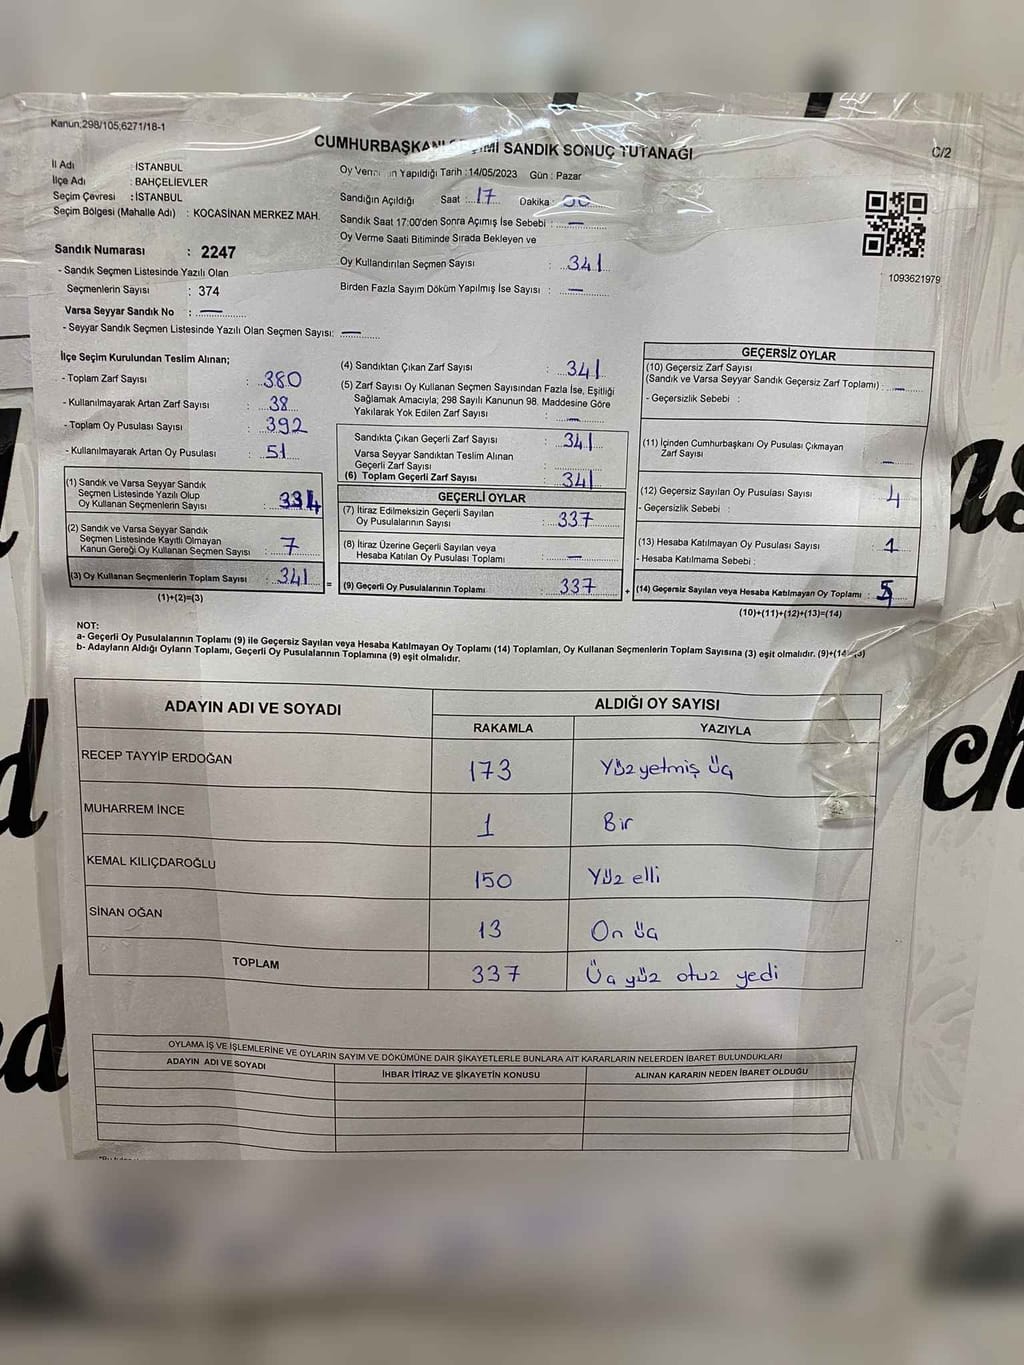 Kanun:298/105,6271/18-1
CUMHURBAŞKANI SANDIK SONUÇ TUTANAĞI
C/2
İl Adı : İSTANBUL
İlçe Adı : BAHÇELİEVLER
Seçim Çevresi : İSTANBUL
Seçim Bölgesi (Mahalle Adı) : KOCASİNAN MERKEZ MAH.
Oy Yapıldığı Tarih : 14/05/2023 Gün : Pazar
Sandığın Açıldığı Saat : 17 Dakika : 00
Sandık Saat 17:00'den Sonra Açımış İse Sebebi : —
Oy Verme Saati Bitiminde Sırada Bekleyen ve
Oy Kullandırılan Seçmen Sayısı : 341
Birden Fazla Sayım Döküm Yapılmış İse Sayısı : —
1093621979
Sandık Numarası : 2247
- Sandık Seçmen Listesinde Yazılı Olan
Seçmenlerin Sayısı : 374
Varsa Seyyar Sandık No : —
- Seyyar Sandık Seçmen Listesinde Yazılı Olan Seçmen Sayısı: —
İlçe Seçim Kurulundan Teslim Alınan;
- Toplam Zarf Sayısı : 380
- Kullanılmayarak Artan Zarf Sayısı : 38
- Toplam Oy Pusulası Sayısı : 392
- Kullanılmayarak Artan Oy Pusulası : 51
(1) Sandık ve Varsa Seyyar Sandık
Seçmen Listesinde Yazılı Olup
Oy Kullanan Seçmenlerin Sayısı : 334
(2) Sandık ve Varsa Seyyar Sandık
Seçmen Listesinde Kayıtlı Olmayan
Kanun Gereği Oy Kullanan Seçmen Sayısı : 7
(3) Oy Kullanan Seçmenlerin Toplam Sayısı : 341
(1)+(2)=(3)
(4) Sandıktan Çıkan Zarf Sayısı : 341
(5) Zarf Sayısı Oy Kullanan Seçmen Sayısından Fazla İse, Eşitliği
Sağlamak Amacıyla; 298 Sayılı Kanunun 98. Maddesine Göre
Yakılarak Yok Edilen Zarf Sayısı : —
Sandıkta Çıkan Geçerli Zarf Sayısı : 341
Varsa Seyyar Sandıktan Teslim Alınan
Geçerli Zarf Sayısı :
(6) Toplam Geçerli Zarf Sayısı : 341
GEÇERLİ OYLAR
(7) İtiraz Edilmeksizin Geçerli Sayılan
Oy Pusulalarının Sayısı : 337
(8) İtiraz Üzerine Geçerli Sayılan veya
Hesaba Katılan Oy Pusulası Toplamı : —
= (9) Geçerli Oy Pusulalarının Toplamı : 337 +
GEÇERSİZ OYLAR
(10) Geçersiz Zarf Sayısı
(Sandık ve Varsa Seyyar Sandık Geçersiz Zarf Toplamı) : —
- Geçersizlik Sebebi :
(11) İçinden Cumhurbaşkanı Oy Pusulası Çıkmayan
Zarf Sayısı : —
(12) Geçersiz Sayılan Oy Pusulası Sayısı : 4
- Geçersizlik Sebebi :
(13) Hesaba Katılmayan Oy Pusulası Sayısı : 1
- Hesaba Katılmama Sebebi :
(14) Geçersiz Sayılan veya Hesaba Katılmayan Oy Toplamı :
(10)+(11)+(12)+(13)=(14)
NOT:
a- Geçerli Oy Pusulalarının Toplamı (9) ile Geçersiz Sayılan veya Hesaba Katılmayan Oy Toplamı (14) Toplamları, Oy Kullanan Seçmenlerin Toplam Sayısına (3) eşit olmalıdır.
b- Adayların Aldığı Oyların Toplamı, Geçerli Oy Pusulalarının Toplamına (9) eşit olmalıdır.
ADAYIN ADI VE SOYADI ALDIĞI OY SAYISI
RAKAMLA YAZIYLA
RECEP TAYYİP ERDOĞAN 173 Yüz yetmiş üç
MUHARREM İNCE 1 Bir
KEMAL KILIÇDAROĞLU 150 Yüz elli
SİNAN OĞAN 13 On üç
TOPLAM 337 Üç yüz otuz yedi
OYLAMA İŞ VE İŞLEMLERİNE VE OYLARIN SAYIM VE DÖKÜMÜNE DAİR ŞİKAYETLERLE BUNLARA AİT KARARLARIN NELERDEN İBARET BULUNDUKLARI
ADAYIN ADI VE SOYADI İHBAR İTİRAZ VE ŞİKAYETİN KONUSU ALINAN KARARIN NEDEN İBARET OLDUĞU